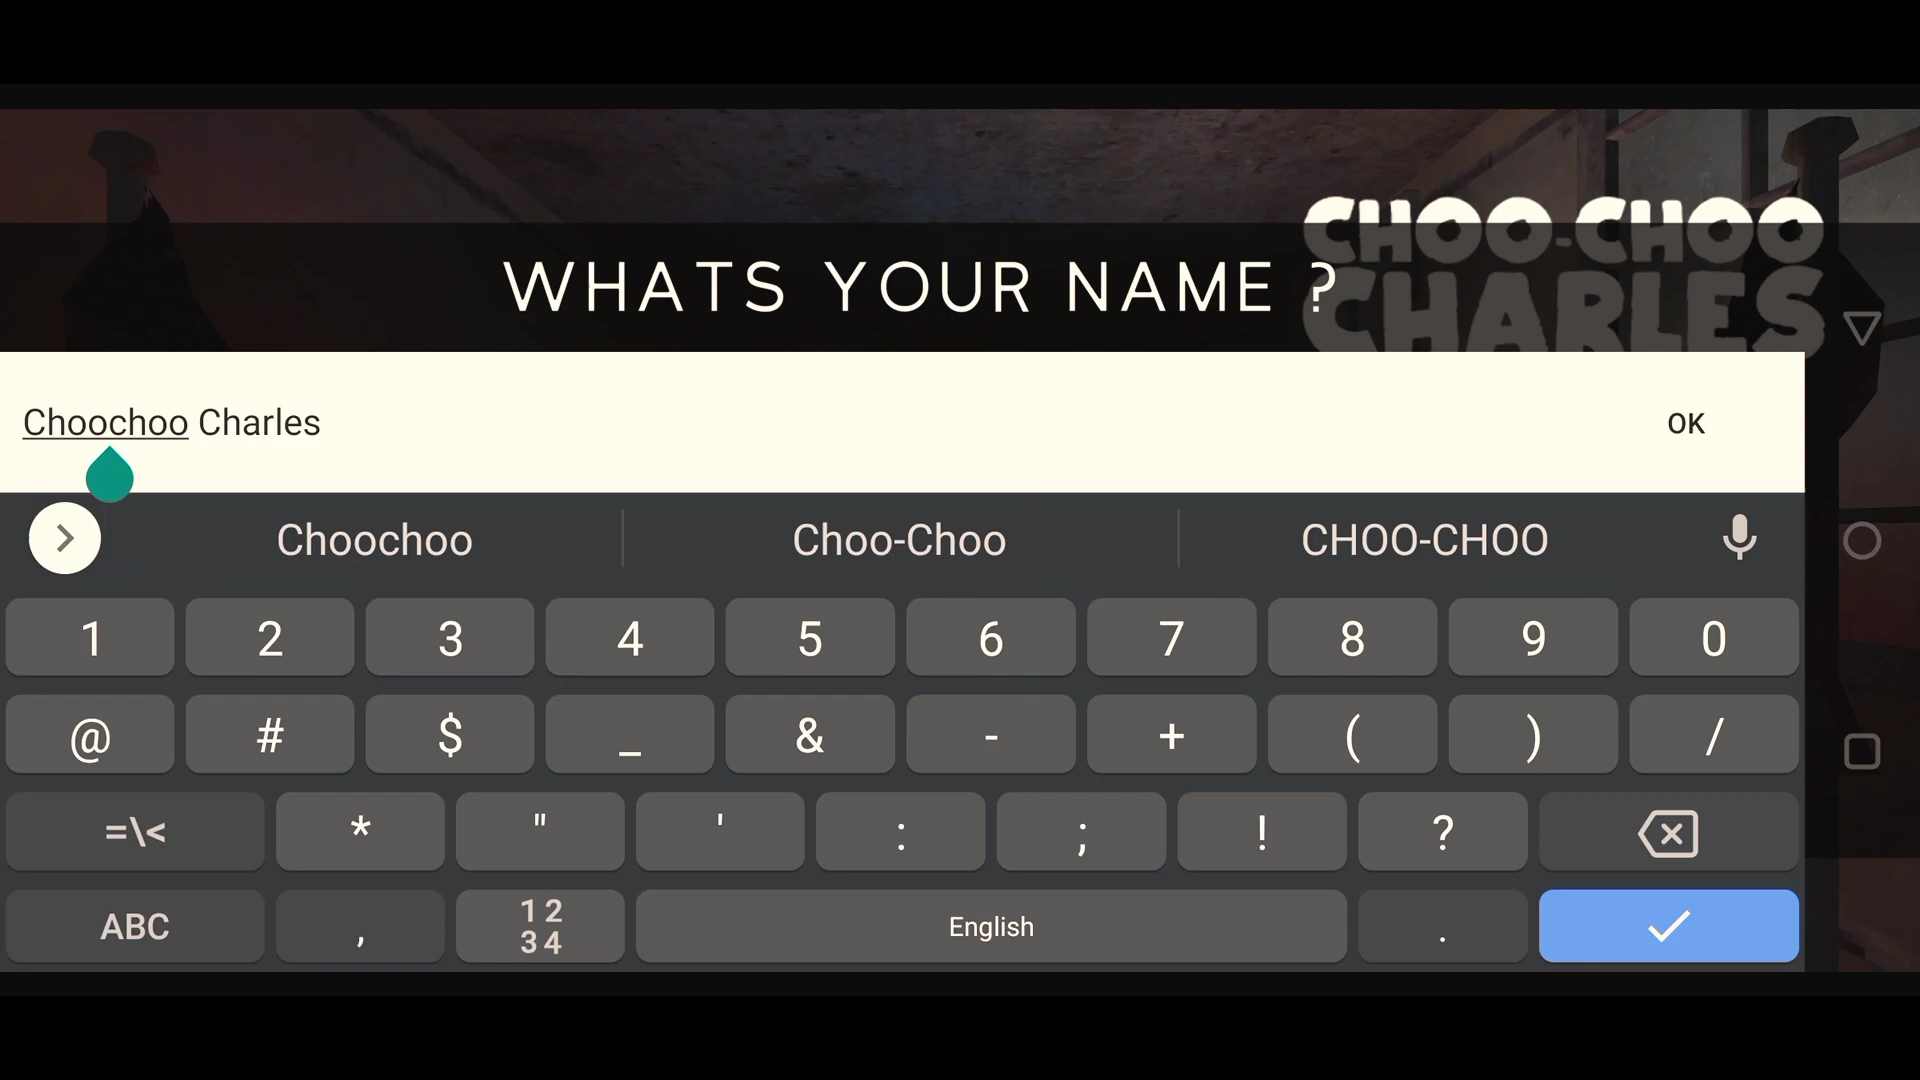 CHOO-CHOO
CHARLES
WHATS YOUR NAME ?
Choochoo Charles
OK
Choochoo Choo-Choo CHOO-CHOO
1 2 3 4 5 6 7 8 9 0
@ # $ _ & - + ( ) /
=\< * " ' : ; ! ?
ABC , 12 34 English .